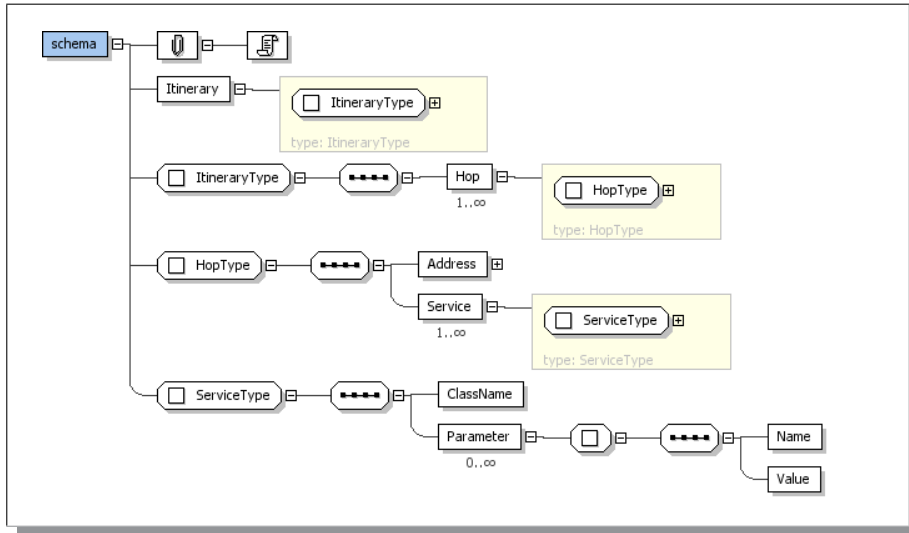 schema
Itinerary
ItineraryType
type: ItineraryType
ItineraryType
Hop
1..∞
HopType
type: HopType
HopType
Address
Service
1..∞
ServiceType
type: ServiceType
ServiceType
ClassName
Parameter
0..∞
Name
Value